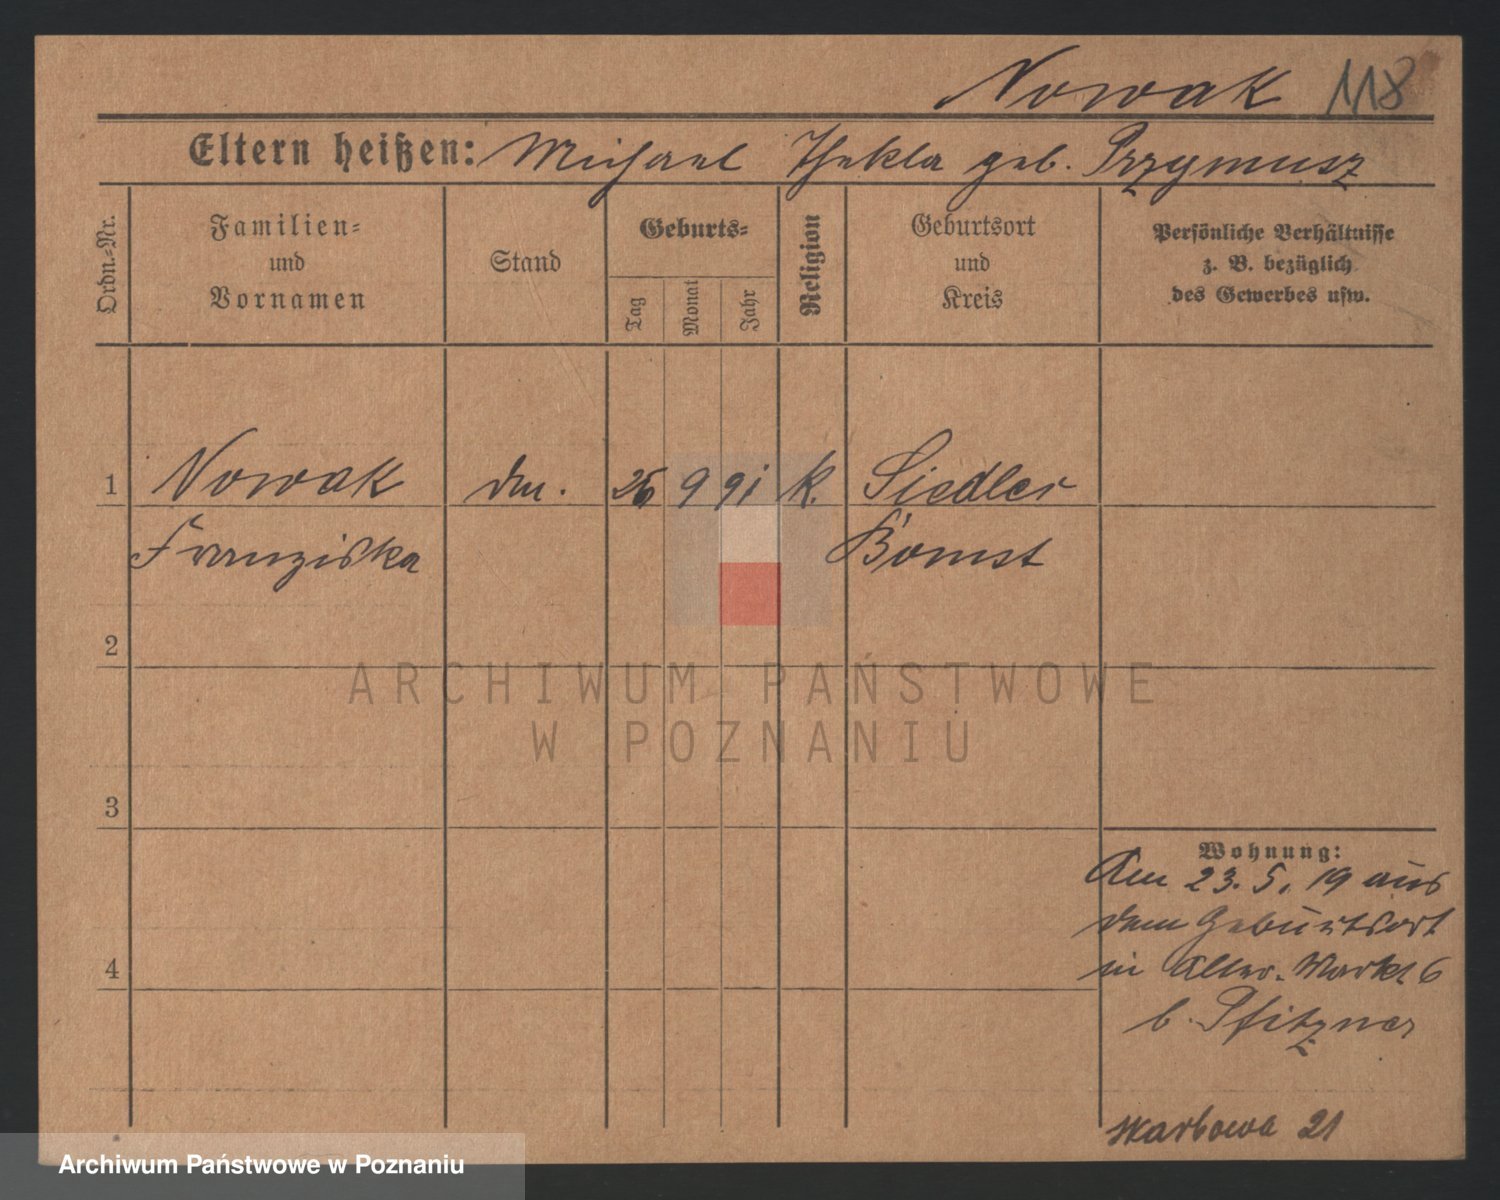 Nowak 118
Eltern heißen: Michael Thekla geb. Przymusz
Ordn.-Nr.
Familien- und Vornamen
Stand
Geburts-
Tag
Monat
Jahr
Religion
Geburtsort und Kreis
Persönliche Verhältnisse
z. B. bezüglich
des Gewerbes usw.
1 Nowak 26 9 91 k. Siedler
Franziska Bomst
2
ARCHIWUM PAŃSTWOWE
W POZNANIU
3
Wohnung:
Am 23. 5. 19 aus
dem Geburtsort
in Alter. Markt 6
b. Pfitzner
4
Skarbowa 21
Archiwum Państwowe w Poznaniu